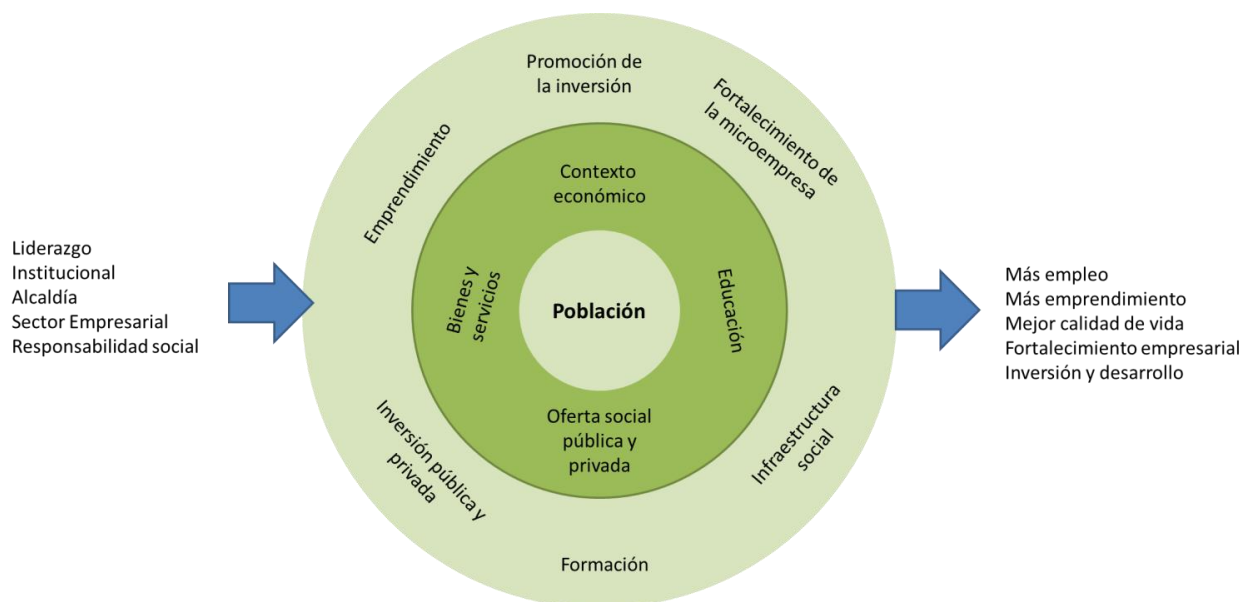 Promoción de
la inversión
Fortalecimiento de
la microempresa
Emprendimiento
Contexto
económico
Liderazgo
Institucional
Alcaldía
Sector Empresarial
Responsabilidad social
Bienes y
servicios
Población
Educación
Más empleo
Más emprendimiento
Mejor calidad de vida
Fortalecimiento empresarial
Inversión y desarrollo
Oferta social
pública y
privada
Inversión pública y
privada
Infraestructura
social
Formación